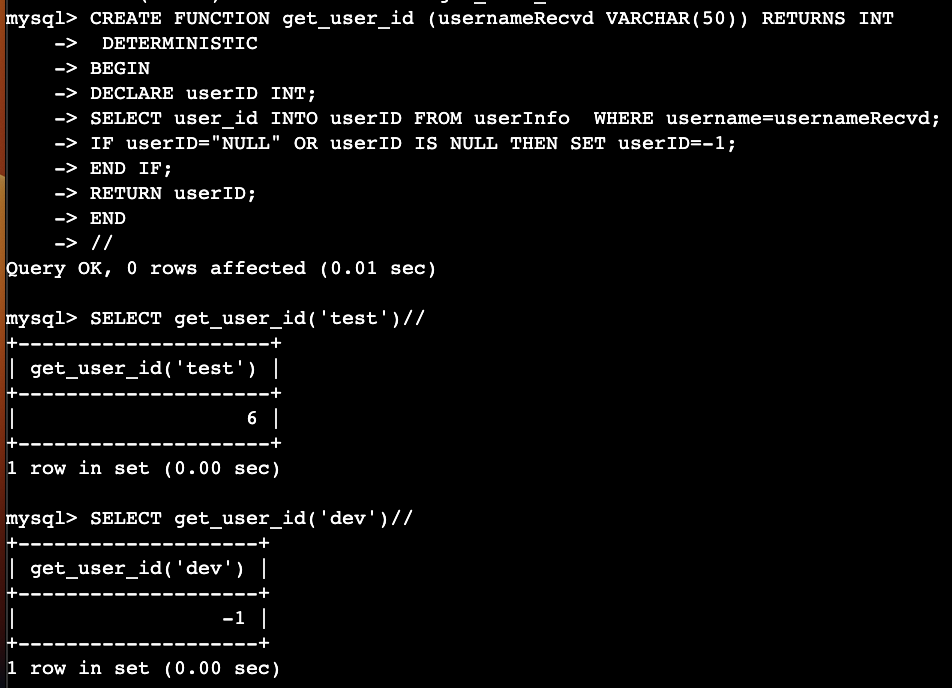 mysql> CREATE FUNCTION get_user_id (usernameRecvd VARCHAR(50)) RETURNS INT
    ->  DETERMINISTIC
    -> BEGIN
    -> DECLARE userID INT;
    -> SELECT user_id INTO userID FROM userInfo  WHERE username=usernameRecvd;
    -> IF userID="NULL" OR userID IS NULL THEN SET userID=-1;
    -> END IF;
    -> RETURN userID;
    -> END
    -> //
Query OK, 0 rows affected (0.01 sec)

mysql> SELECT get_user_id('test')//
+---------------------+
| get_user_id('test') |
+---------------------+
|                   6 |
+---------------------+
1 row in set (0.00 sec)

mysql> SELECT get_user_id('dev')//
+--------------------+
| get_user_id('dev') |
+--------------------+
|                 -1 |
+--------------------+
1 row in set (0.00 sec)